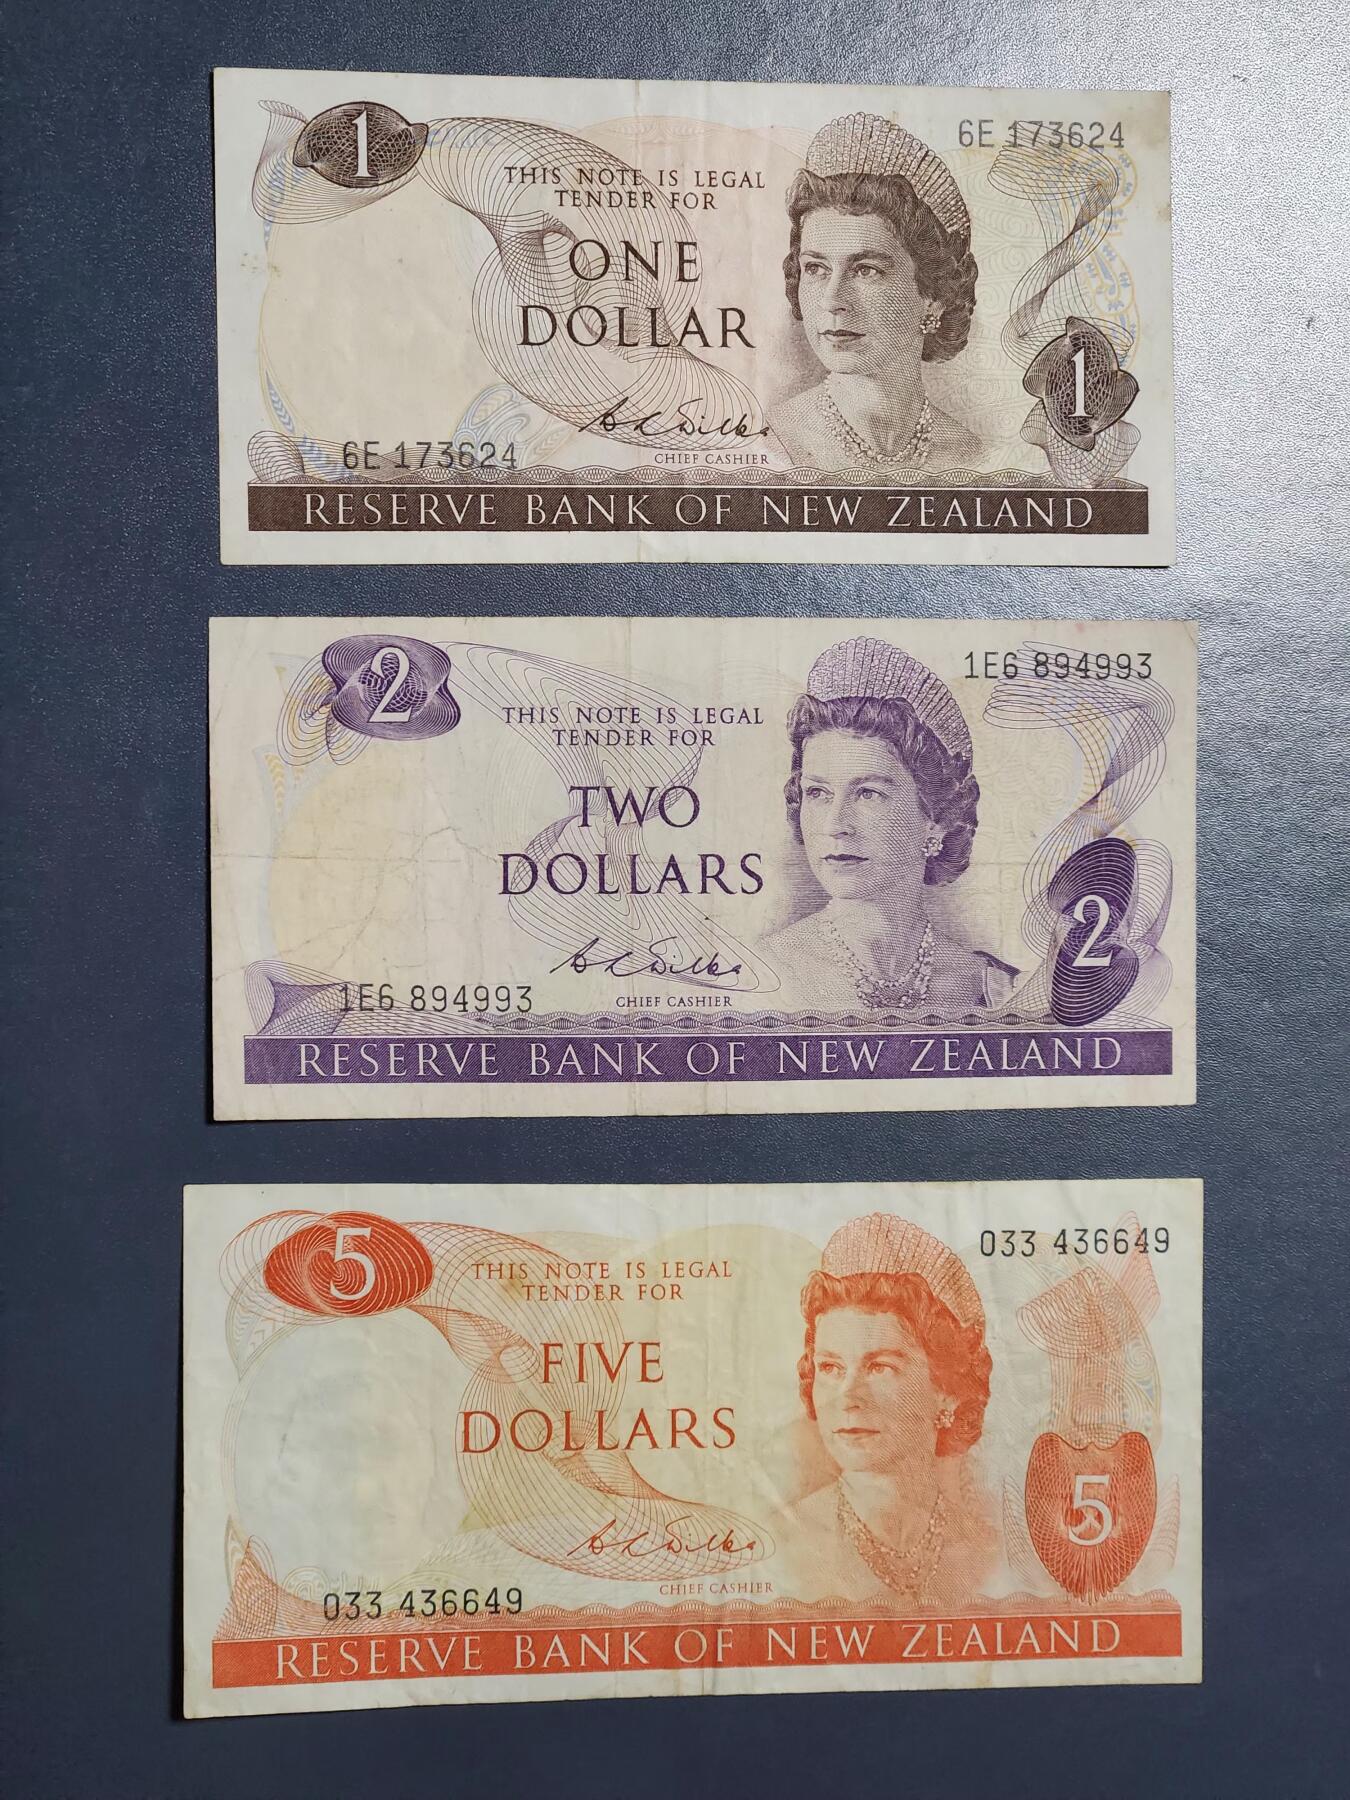 1
6E 173624
THIS NOTE IS LEGAL
TENDER FOR
ONE
DOLLAR
1
6E 173624
CHIEF CASHIER
RESERVE BANK OF NEW ZEALAND
2
1E6 894993
THIS NOTE IS LEGAL
TENDER FOR
TWO
DOLLARS
2
1E6 894993
CHIEF CASHIER
RESERVE BANK OF NEW ZEALAND
5
033 436649
THIS NOTE IS LEGAL
TENDER FOR
FIVE
DOLLARS
5
033 436649
CHIEF CASHIER
RESERVE BANK OF NEW ZEALAND